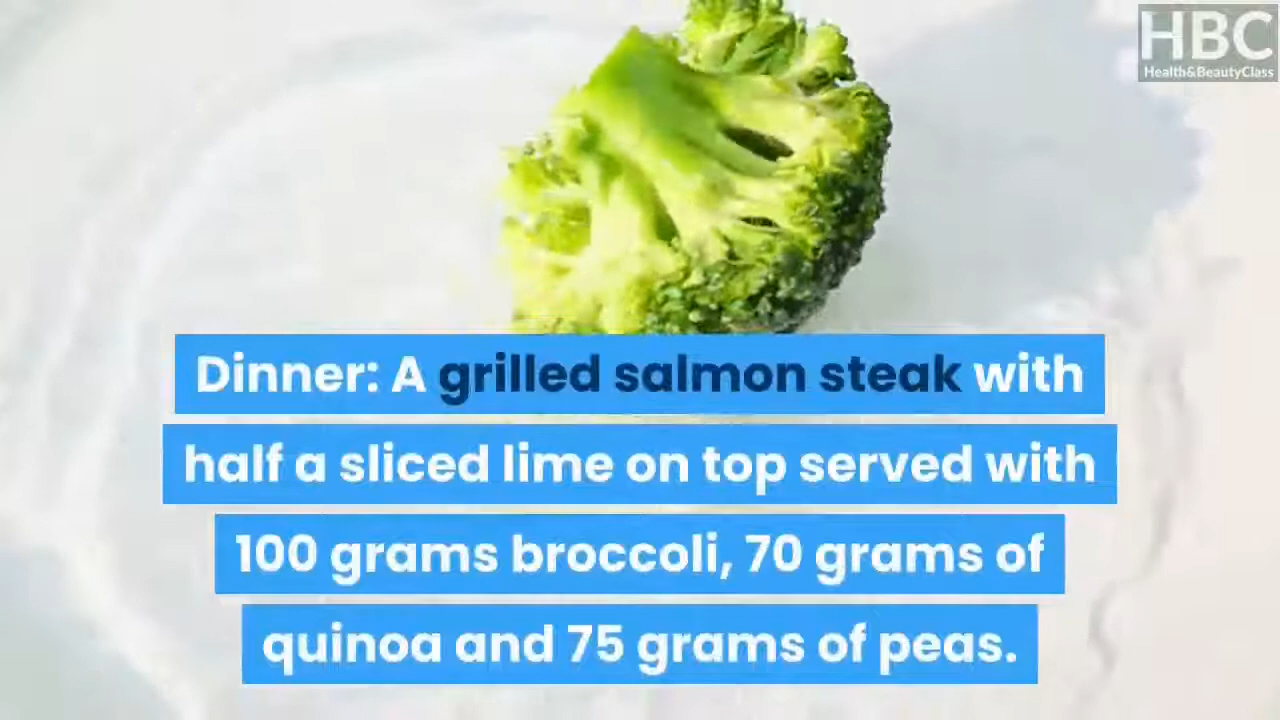 HBC
Health&BeautyClass
Dinner: A grilled salmon steak with
half a sliced lime on top served with
100 grams broccoli, 70 grams of
quinoa and 75 grams of peas.